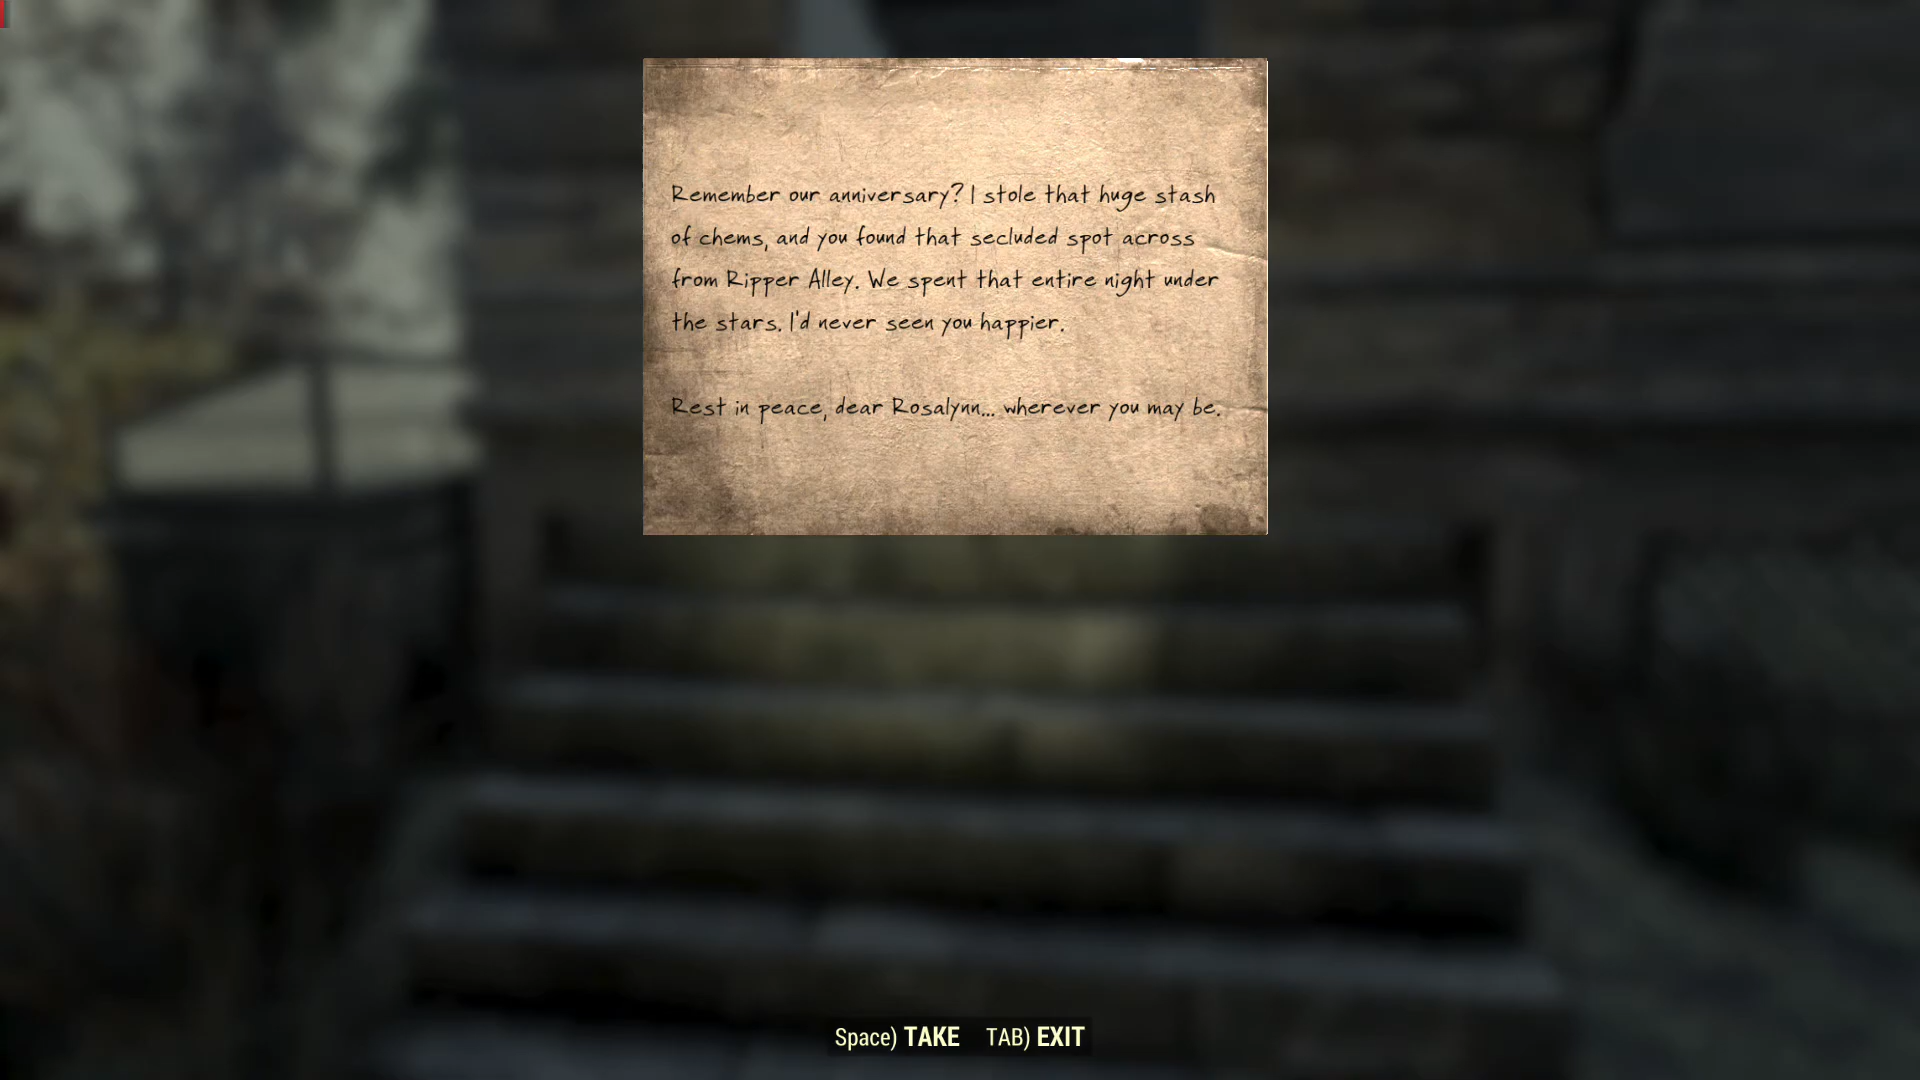 Remember our anniversary? I stole that huge stash
of chems, and you found that secluded spot across
from Ripper Alley. We spent that entire night under
the stars. I'd never seen you happier.
Rest in peace, dear Rosalynn... wherever you may be.
Space) TAKE TAB) EXIT